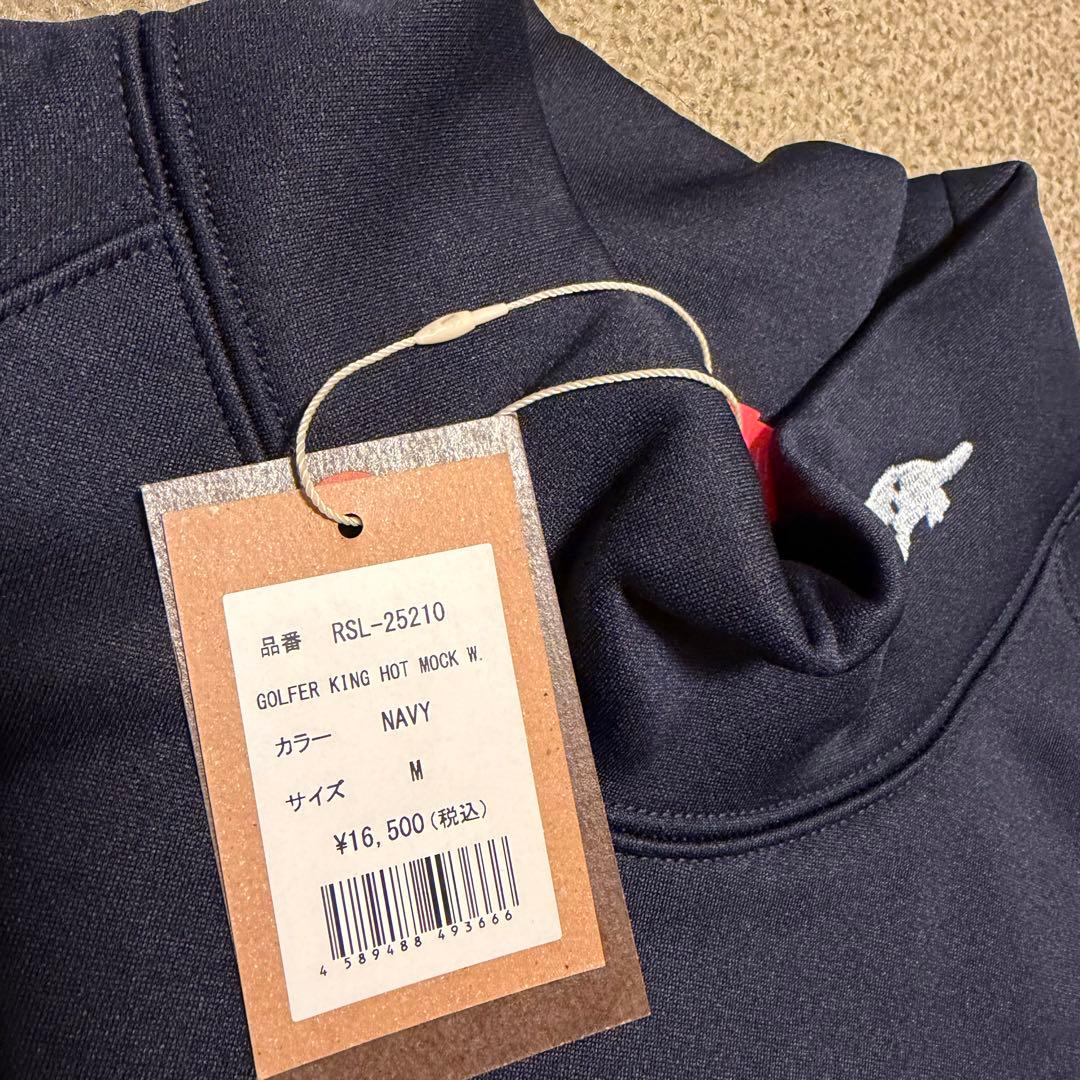 品番 RSL-25210
GOLFER KING HOT MOCK W.
カラー NAVY
サイズ M
¥16,500(税込)
4 589488 493666